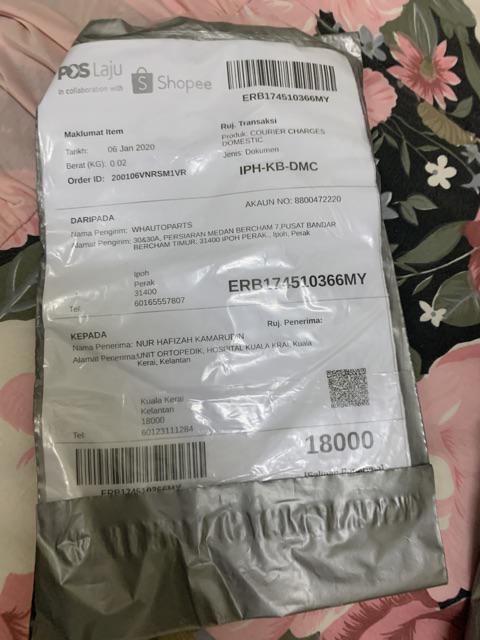 POS Laju
In collaboration with
S Shopee
ERB174510366MY
Maklumat Item
Tarikh: 06 Jan 2020
Berat (KG): 0.02
Order ID: 200106VNRSM1VR
Ruj. Transaksi
Produk: COURIER CHARGES
DOMESTIC
Jenis: Dokumen
IPH-KB-DMC
AKAUN NO: 8800472220
DARIPADA
Nama Pengirim: WHAUTOPARTS
Alamat Pengirim: 30&30A, PERSIARAN MEDAN BERCHAM 7,PUSAT BANDAR
BERCHAM TIMUR, 31400 IPOH PERAK., Ipoh, Perak
Ipoh
Perak
31400
Tel: 60165557807
ERB174510366MY
KEPADA
Ruj. Penerima:
Nama Penerima: NUR HAFIZAH KAMARUDIN
Alamat Penerima:UNIT ORTOPEDIK, HOSPITAL KUALA KRAI, Kuala
Kerai, Kelantan
Kuala Kerai
Kelantan
18000
Tel: 60123111284
18000
ERB174510366MY